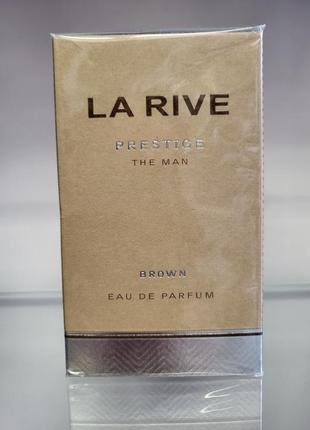 LA RIVE
PRESTIGE
THE MAN
BROWN
EAU DE PARFUM